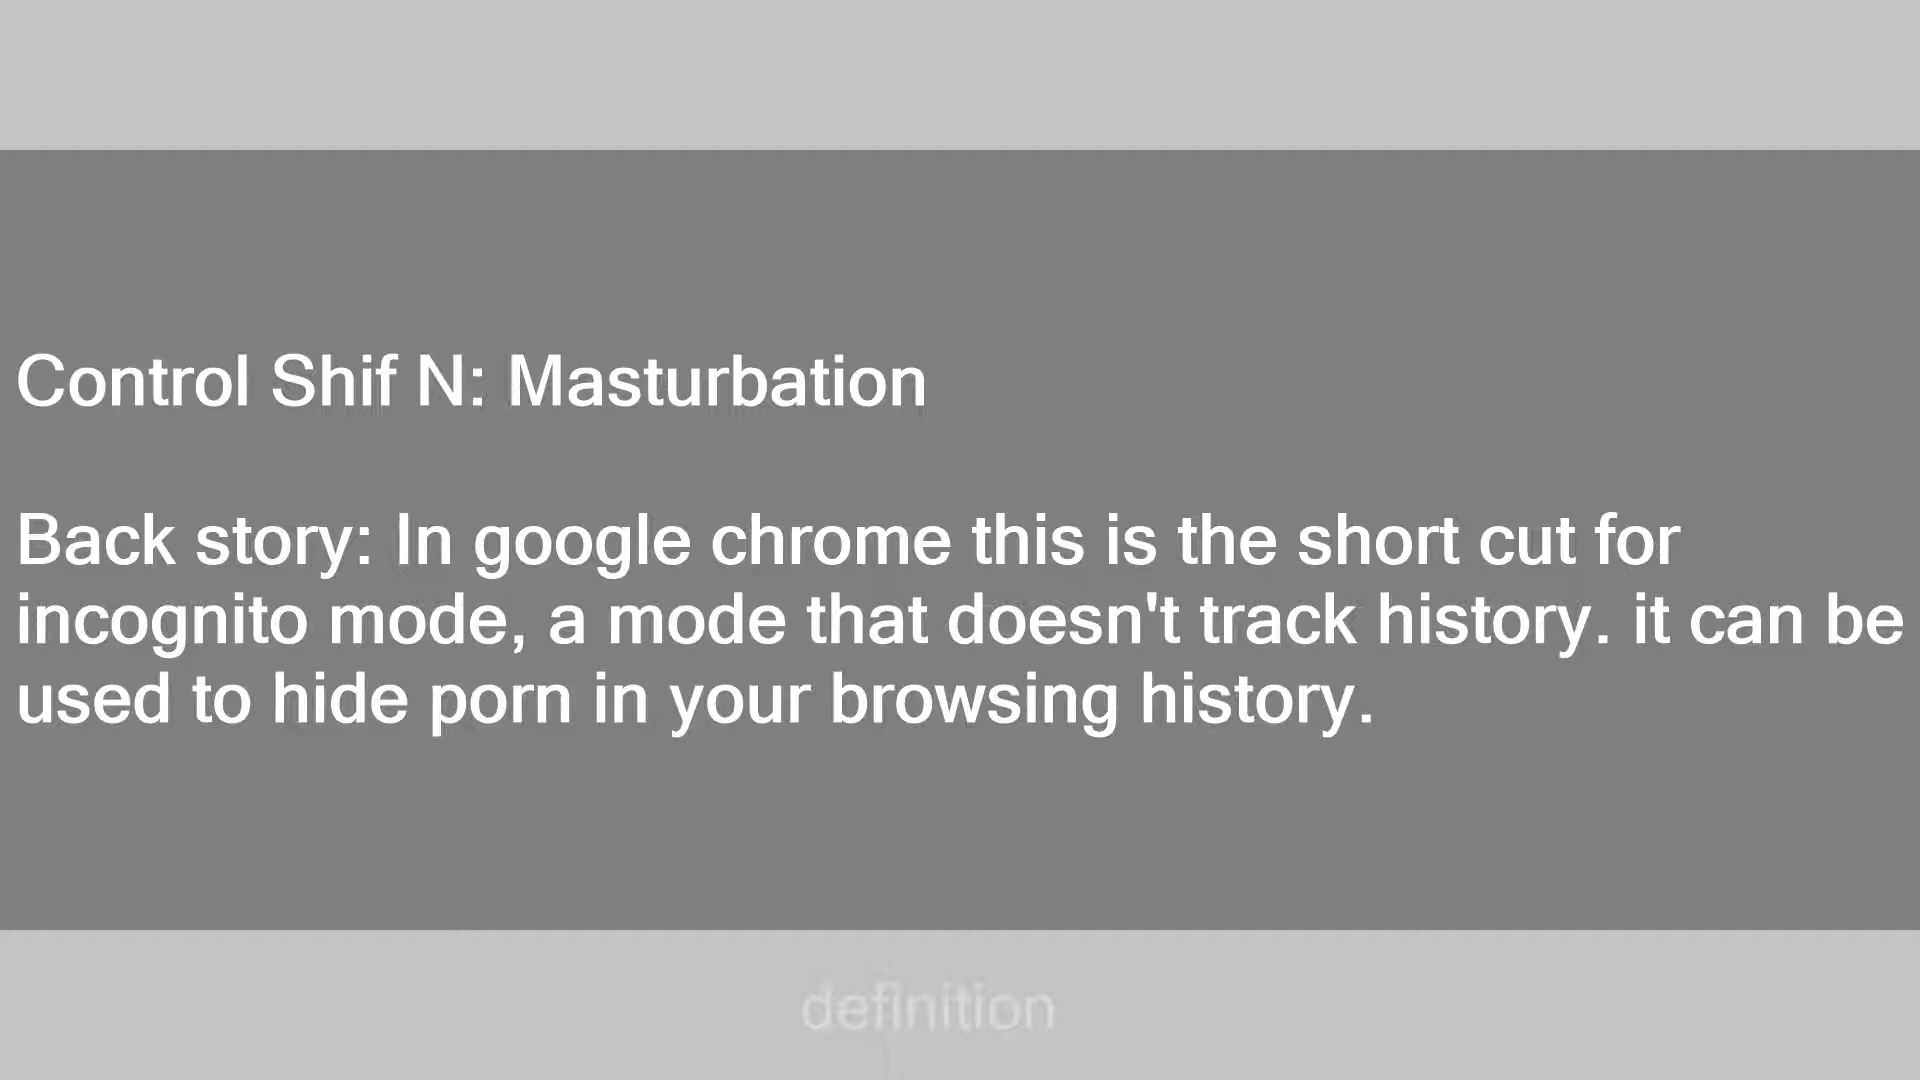 Control Shif N: Masturbation
Back story: In google chrome this is the short cut for
incognito mode, a mode that doesn't track history. it can be
used to hide porn in your browsing history.
definition